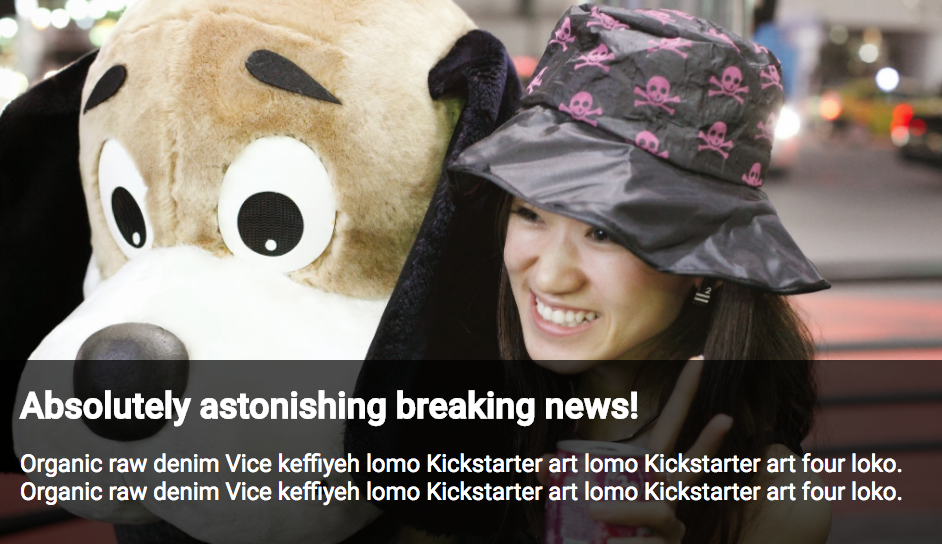 Absolutely astonishing breaking news!
Organic raw denim Vice keffiyeh lomo Kickstarter art lomo Kickstarter art four loko.
Organic raw denim Vice keffiyeh lomo Kickstarter art lomo Kickstarter art four loko.